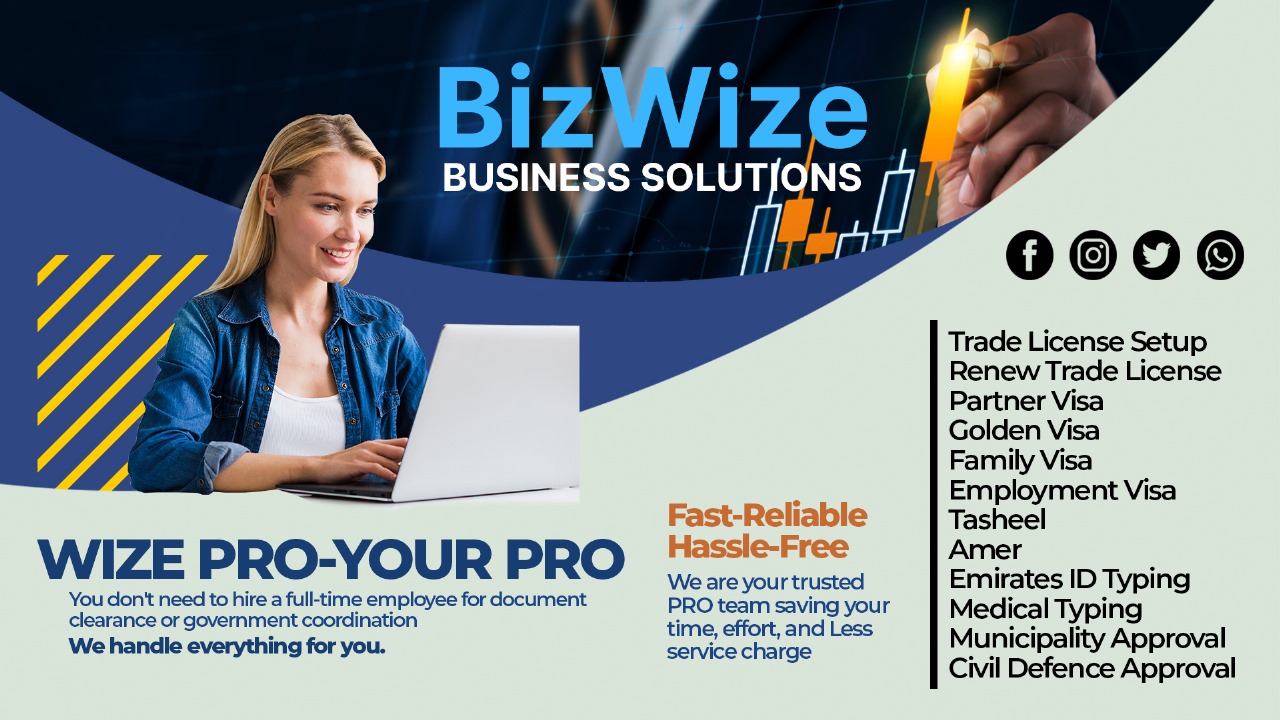 BizWize
BUSINESS SOLUTIONS
WIZE PRO-YOUR PRO
You don't need to hire a full-time employee for document
clearance or government coordination
We handle everything for you.
Fast-Reliable
Hassle-Free
We are your trusted
PRO team saving your
time, effort, and Less
service charge
Trade License Setup
Renew Trade License
Partner Visa
Golden Visa
Family Visa
Employment Visa
Tasheel
Amer
Emirates ID Typing
Medical Typing
Municipality Approval
Civil Defence Approval